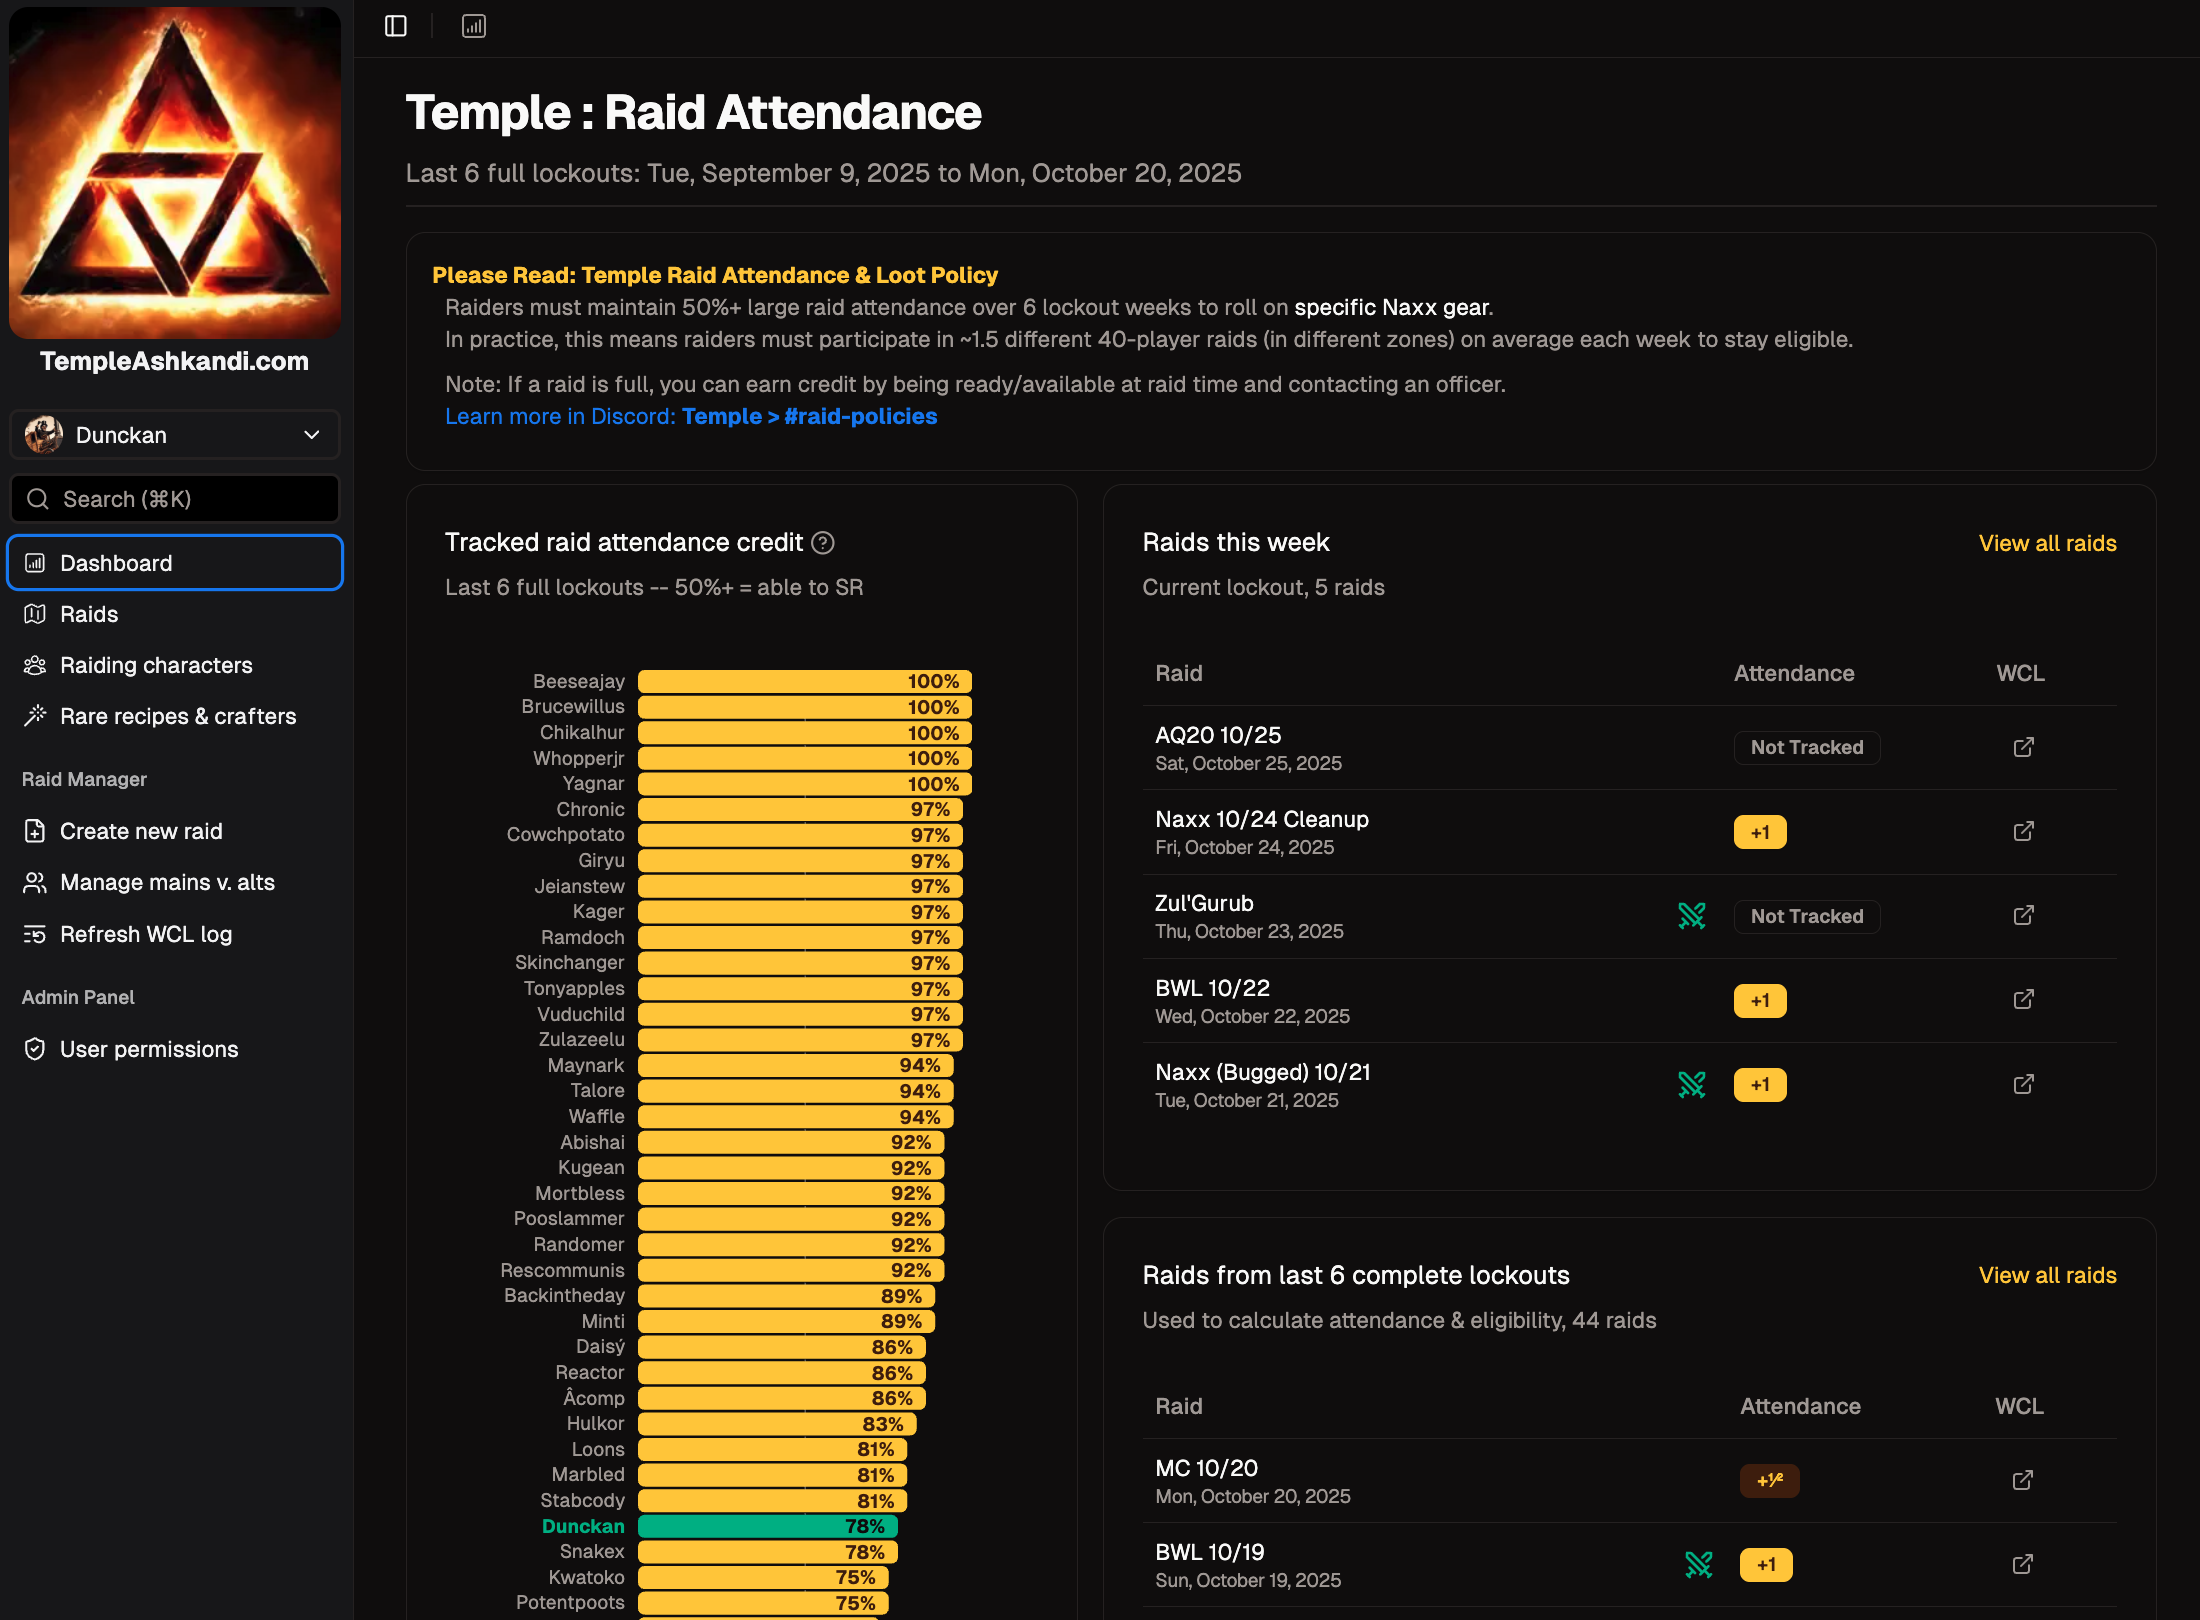 TempleAshkandi.com
Dunckan
Search (⌘K)
Dashboard
Raids
Raiding characters
Rare recipes & crafters
Raid Manager
Create new raid
Manage mains v. alts
Refresh WCL log
Admin Panel
User permissions
Temple : Raid Attendance
Last 6 full lockouts: Tue, September 9, 2025 to Mon, October 20, 2025
Please Read: Temple Raid Attendance & Loot Policy
Raiders must maintain 50%+ large raid attendance over 6 lockout weeks to roll on specific Naxx gear.
In practice, this means raiders must participate in ~1.5 different 40-player raids (in different zones) on average each week to stay eligible.
Note: If a raid is full, you can earn credit by being ready/available at raid time and contacting an officer.
Learn more in Discord: Temple > #raid-policies
Tracked raid attendance credit
Last 6 full lockouts -- 50%+ = able to SR
Beeseajay 100%
Brucewillus 100%
Chikalhur 100%
Whopperjr 100%
Yagnar 100%
Chronic 97%
Cowchpotato 97%
Giryu 97%
Jeianstew 97%
Kager 97%
Ramdoch 97%
Skinchanger 97%
Tonyapples 97%
Vuduchild 97%
Zulazeelu 97%
Maynark 94%
Talore 94%
Waffle 94%
Abishai 92%
Kugean 92%
Mortbless 92%
Pooslammer 92%
Randomer 92%
Rescommunis 92%
Backintheday 89%
Minti 89%
Daisý 86%
Reactor 86%
Âcomp 86%
Hulkor 83%
Loons 81%
Marbled 81%
Stabcody 81%
Dunckan 78%
Snakex 78%
Kwatoko 75%
Potentpoots 75%
Raids this week
View all raids
Current lockout, 5 raids
Raid Attendance WCL
AQ20 10/25
Sat, October 25, 2025
Not Tracked
Naxx 10/24 Cleanup
Fri, October 24, 2025
+1
Zul'Gurub
Thu, October 23, 2025
Not Tracked
BWL 10/22
Wed, October 22, 2025
+1
Naxx (Bugged) 10/21
Tue, October 21, 2025
+1
Raids from last 6 complete lockouts
View all raids
Used to calculate attendance & eligibility, 44 raids
Raid Attendance WCL
MC 10/20
Mon, October 20, 2025
+½
BWL 10/19
Sun, October 19, 2025
+1